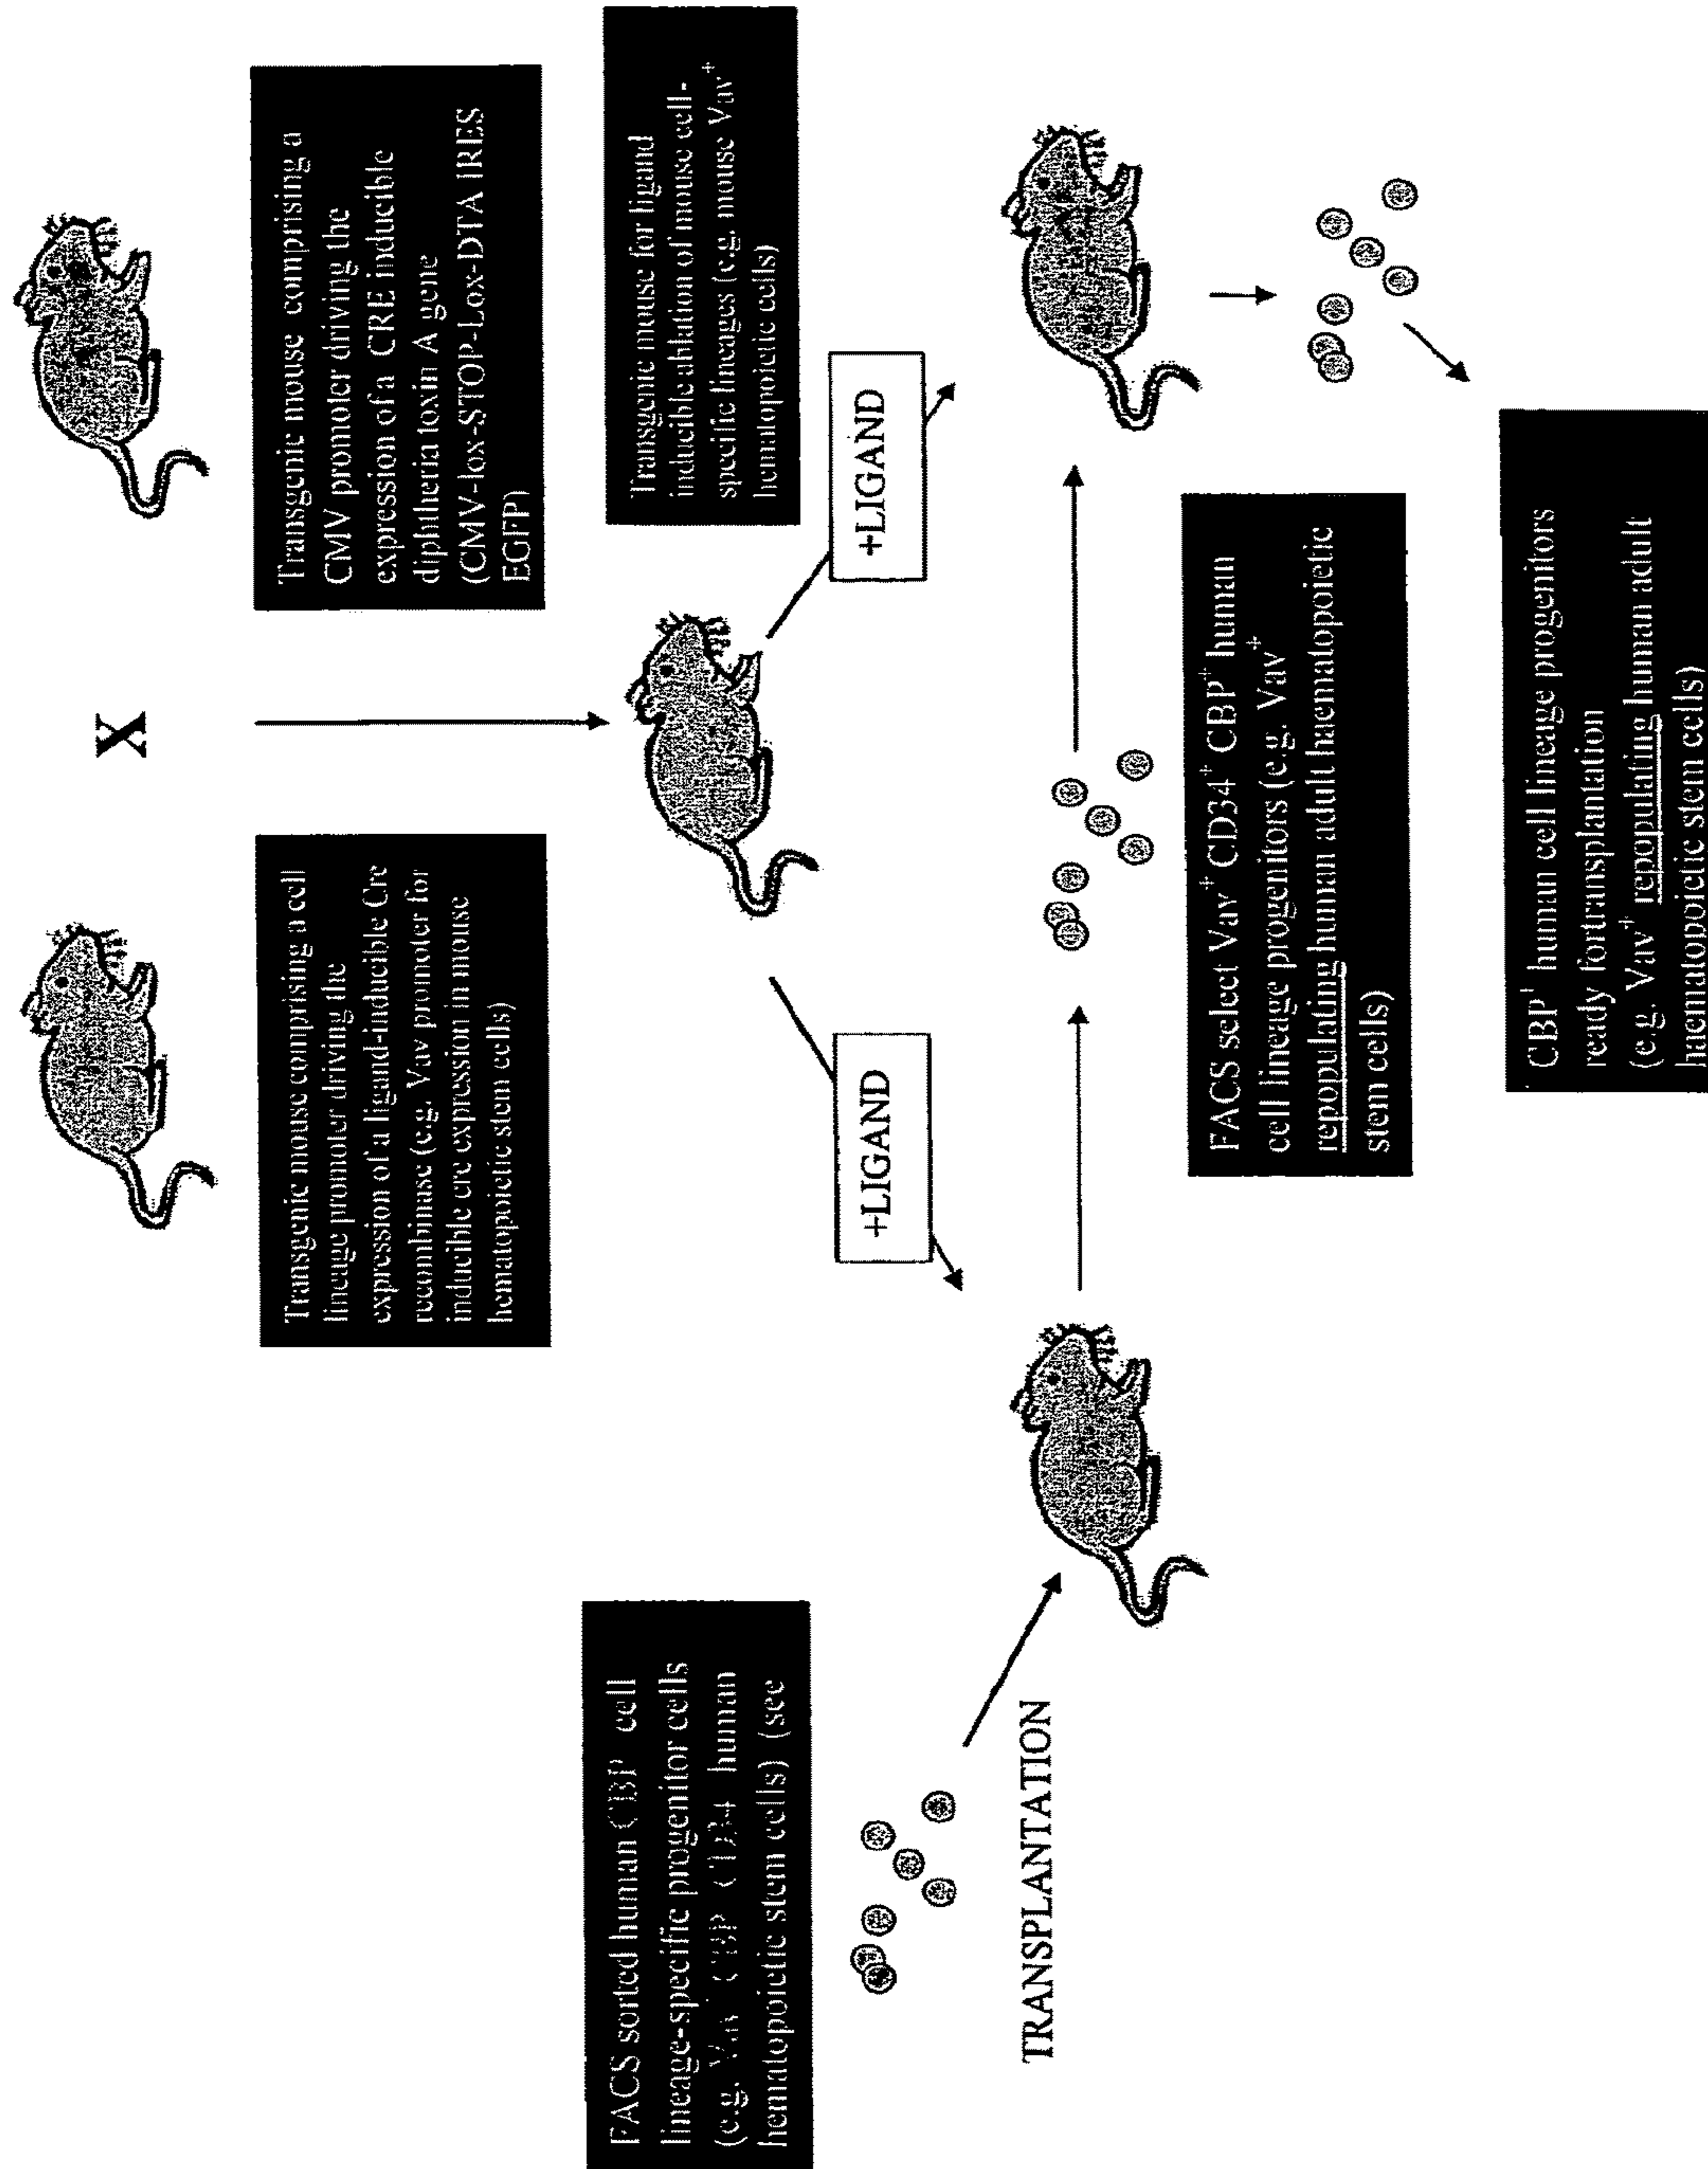 X
Transgenic mouse comprising a cell
lineage promoter driving the
expression of a ligand-inducible Cre
recombinase (e.g. Vav promoter for
inducible cre expression in mouse
hematopoietic stem cells)
Transgenic mouse comprising a
CMV promoter driving the
expression of a CRE inducible
diphtheria toxin A gene
(CMV-lox-STOP-Lox-DTA IRES
EGFP)
Transgenic mouse for ligand
inducible ablation of mouse cell-
specific lineages (e.g. mouse Vav+
hematopoietic cells)
FACS sorted human CBP cell
lineage-specific progenitor cells
(e.g. Vav CBP CD34 human
hematopoietic stem cells) (see
+LIGAND
+LIGAND
TRANSPLANTATION
FACS select Vav+ CD34+ CBP+ human
cell lineage progenitors (e.g. Vav+
repopulating human adult haematopoietic
stem cells)
CBP+ human cell lineage progenitors
ready fortransplantation
(e.g. Vav+ repopulating human adult
haematopoietic stem cells)